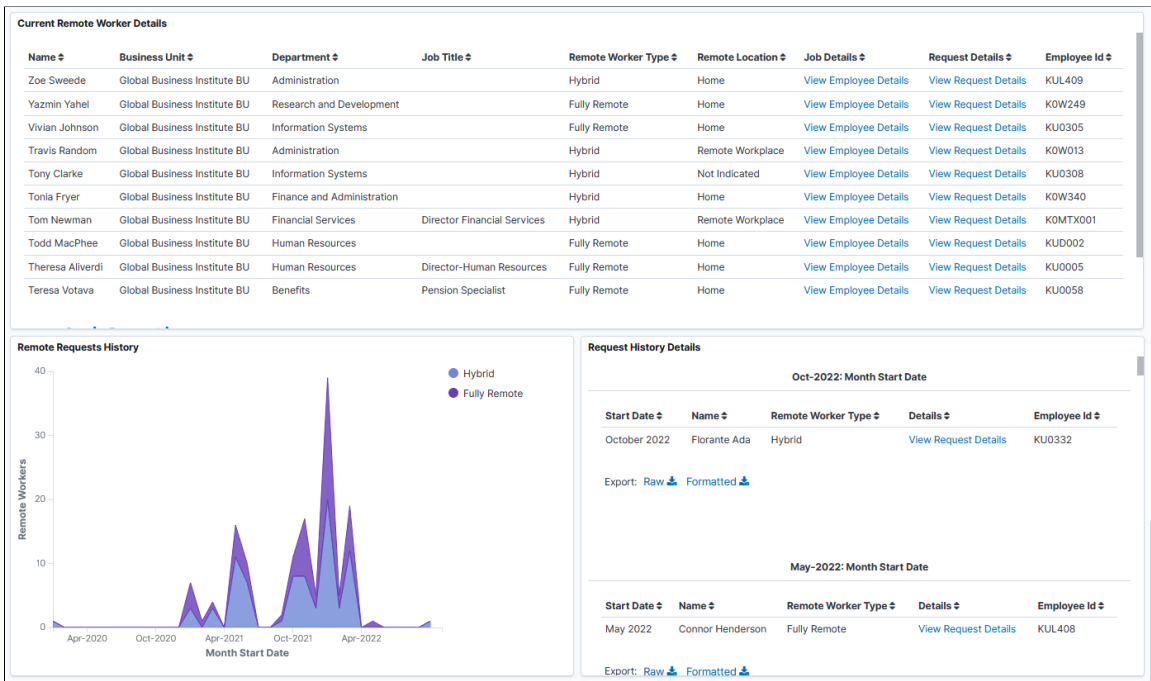 Current Remote Worker Details
Name Business Unit Department Job Title Remote Worker Type Remote Location Job Details Request Details Employee Id
Zoe Sweede Global Business Institute BU Administration Hybrid Home View Employee Details View Request Details KUL409
Yazmin Yahel Global Business Institute BU Research and Development Fully Remote Home View Employee Details View Request Details K0W249
Vivian Johnson Global Business Institute BU Information Systems Fully Remote Home View Employee Details View Request Details KU0305
Travis Random Global Business Institute BU Administration Hybrid Remote Workplace View Employee Details View Request Details K0W013
Tony Clarke Global Business Institute BU Information Systems Hybrid Not Indicated View Employee Details View Request Details KU0308
Tonia Fryer Global Business Institute BU Finance and Administration Hybrid Home View Employee Details View Request Details K0W340
Tom Newman Global Business Institute BU Financial Services Director Financial Services Hybrid Remote Workplace View Employee Details View Request Details K0MTX001
Todd MacPhee Global Business Institute BU Human Resources Fully Remote Home View Employee Details View Request Details KUD002
Theresa Aliverdi Global Business Institute BU Human Resources Director-Human Resources Fully Remote Home View Employee Details View Request Details KU0005
Teresa Votava Global Business Institute BU Benefits Pension Specialist Fully Remote Home View Employee Details View Request Details KU0058
Remote Requests History
40
30
20
10
0
Remote Workers
Apr-2020 Oct-2020 Apr-2021 Oct-2021 Apr-2022
Month Start Date
Hybrid
Fully Remote
Request History Details
Oct-2022: Month Start Date
Start Date Name Remote Worker Type Details Employee Id
October 2022 Florante Ada Hybrid View Request Details KU0332
Export: Raw Formatted
May-2022: Month Start Date
Start Date Name Remote Worker Type Details Employee Id
May 2022 Connor Henderson Fully Remote View Request Details KUL408
Export: Raw Formatted